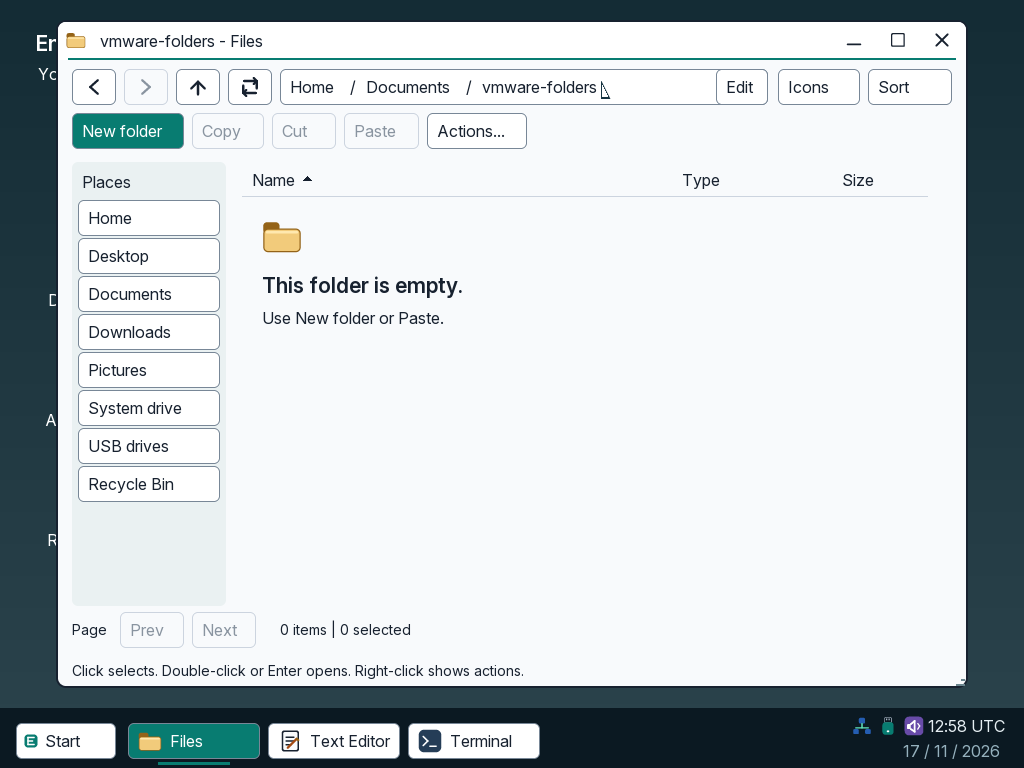 vmware-folders - Files
Home / Documents / vmware-folders
Edit
Icons
Sort
New folder
Copy
Cut
Paste
Actions...
Places
Home
Desktop
Documents
Downloads
Pictures
System drive
USB drives
Recycle Bin
Name
Type
Size
This folder is empty.
Use New folder or Paste.
Page
Prev
Next
0 items | 0 selected
Click selects. Double-click or Enter opens. Right-click shows actions.
Start
Files
Text Editor
Terminal
12:58 UTC
17 / 11 / 2026